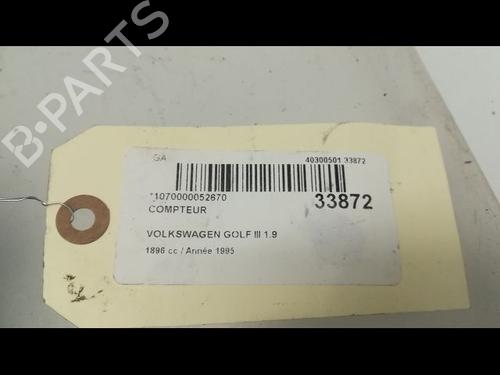 B-PARTS
GA 40300501 33872
*1070000052670 33872
COMPTEUR
VOLKSWAGEN GOLF III 1.9
1896 cc / Année 1995